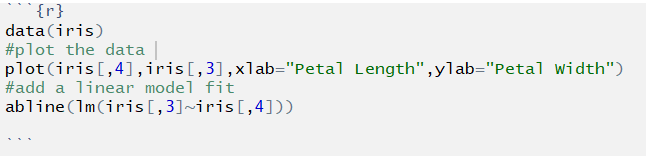 ```{r}
data(iris)
#plot the data
plot(iris[,4],iris[,3],xlab="Petal Length",ylab="Petal Width")
#add a linear model fit
abline(lm(iris[,3]~iris[,4]))
```